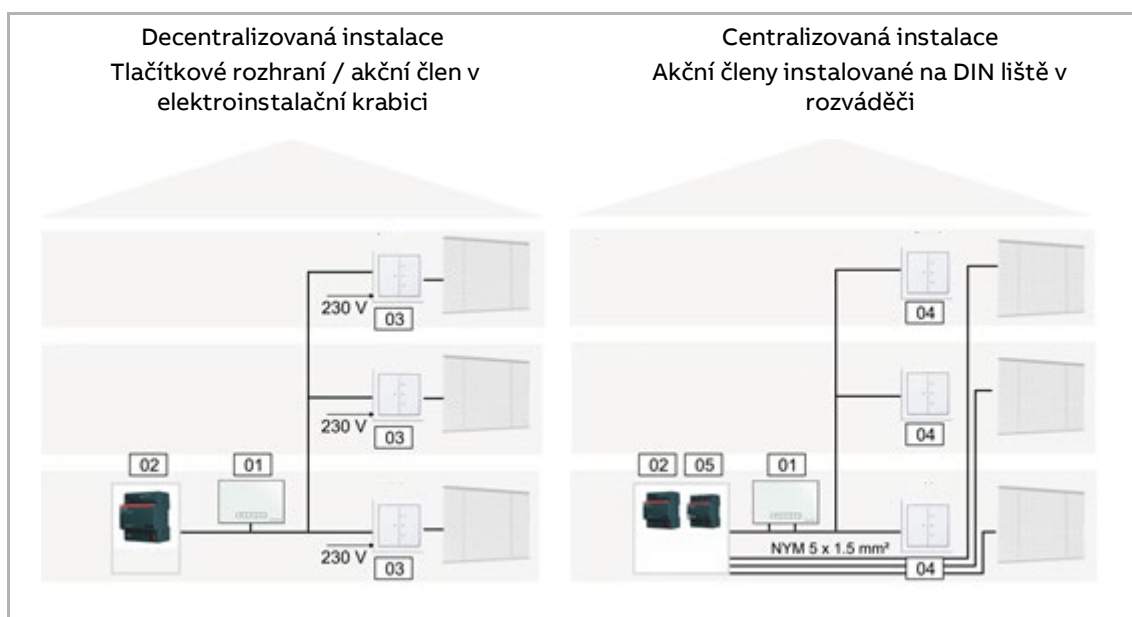 Decentralizovaná instalace
Tlačítkové rozhraní / akční člen v
elektroinstalační krabici
230 V
03
230 V
03
02
01
230 V
03
Centralizovaná instalace
Akční členy instalované na DIN liště v
rozváděči
04
04
02
05
01
NYM 5 x 1.5 mm²
04